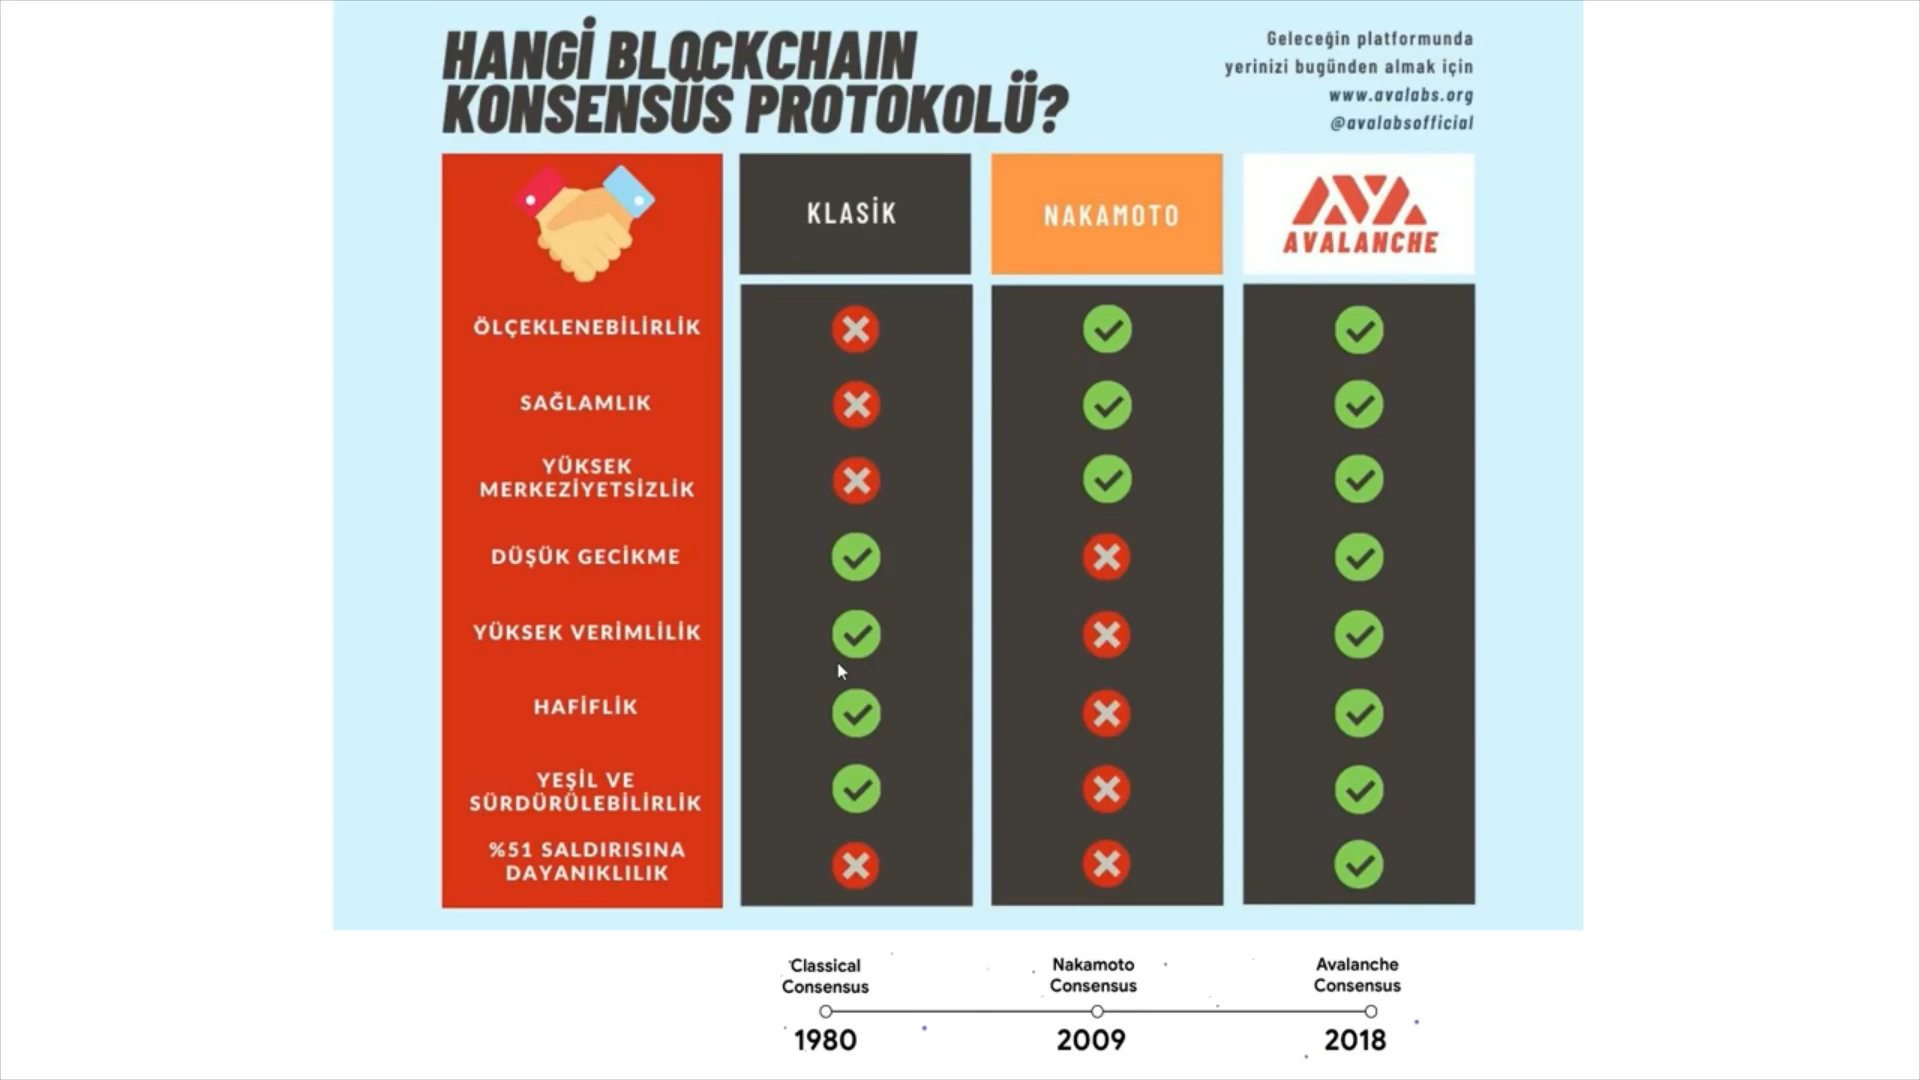 HANGİ BLOCKCHAIN
KONSENSÜS PROTOKOLÜ?
Geleceğin platformunda
yerinizi bugünden almak için
www.avalabs.org
@avalabsofficial
KLASİK
NAKAMOTO
AVALANCHE
ÖLÇEKLENEBİLİRLİK
SAĞLAMLIK
YÜKSEK
MERKEZİYETSİZLİK
DÜŞÜK GECİKME
YÜKSEK VERİMLİLİK
HAFİFLİK
YEŞİL VE
SÜRDÜRÜLEBİLİRLİK
%51 SALDIRISINA
DAYANIKLILIK
Classical
Consensus
1980
Nakamoto
Consensus
2009
Avalanche
Consensus
2018